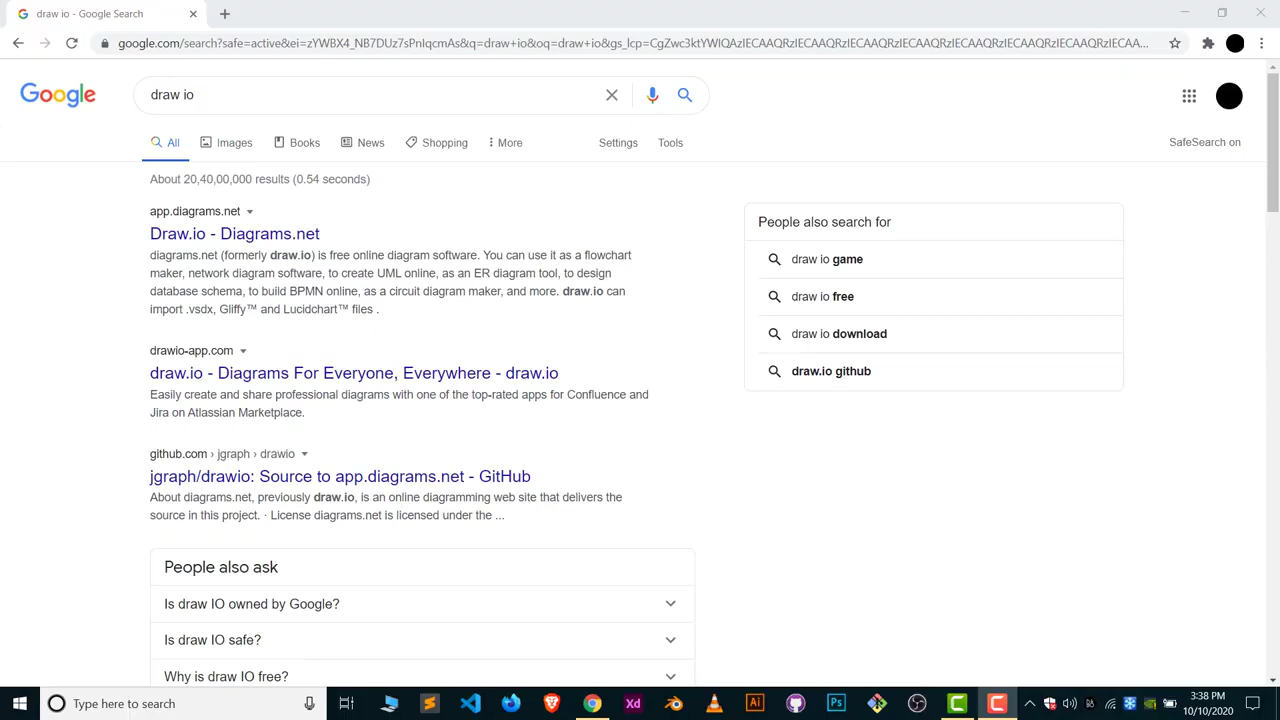 draw io - Google Search
google.com/search?safe=active&ei=zYWBX4_NB7DUz7sPnIqcmAs&q=draw+io&oq=draw+io&gs_lcp=CgZwc3ktYWIQAzIECAAQRzIECAAQRzIECAAQRzIECAAQRzIECAAQRzIECAAQRzIECAAQRzIECAA...
Google
draw io
All
Images
Books
News
Shopping
More
Settings
Tools
SafeSearch on
About 20,40,00,000 results (0.54 seconds)
app.diagrams.net
Draw.io - Diagrams.net
diagrams.net (formerly draw.io) is free online diagram software. You can use it as a flowchart
maker, network diagram software, to create UML online, as an ER diagram tool, to design
database schema, to build BPMN online, as a circuit diagram maker, and more. draw.io can
import .vsdx, Gliffy™ and Lucidchart™ files .
drawio-app.com
draw.io - Diagrams For Everyone, Everywhere - draw.io
Easily create and share professional diagrams with one of the top-rated apps for Confluence and
Jira on Atlassian Marketplace.
github.com › jgraph › drawio
jgraph/drawio: Source to app.diagrams.net - GitHub
About diagrams.net, previously draw.io, is an online diagramming web site that delivers the
source in this project. · License diagrams.net is licensed under the ...
People also ask
Is draw IO owned by Google?
Is draw IO safe?
Why is draw IO free?
People also search for
draw io game
draw io free
draw io download
draw.io github
Type here to search
Xd
Ai
Ps
3:38 PM
10/10/2020